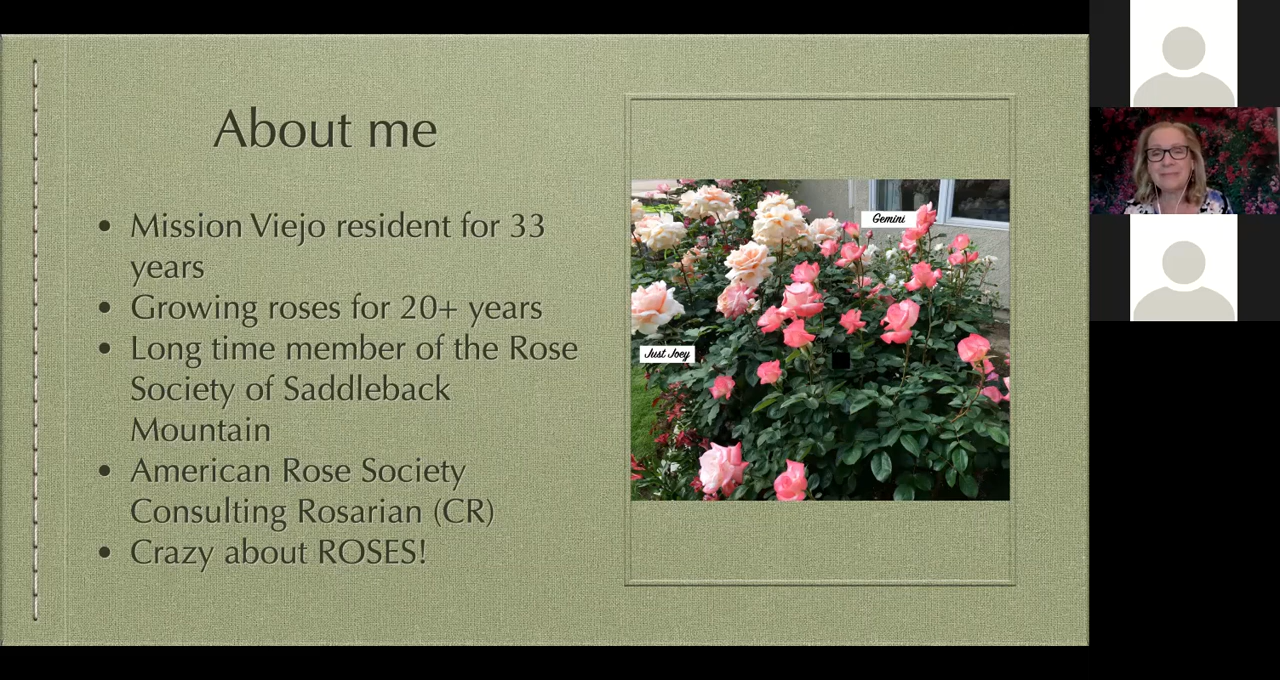 About me
• Mission Viejo resident for 33
years
• Growing roses for 20+ years
• Long time member of the Rose
Society of Saddleback
Mountain
• American Rose Society
Consulting Rosarian (CR)
• Crazy about ROSES!
Gemini
Just Joey